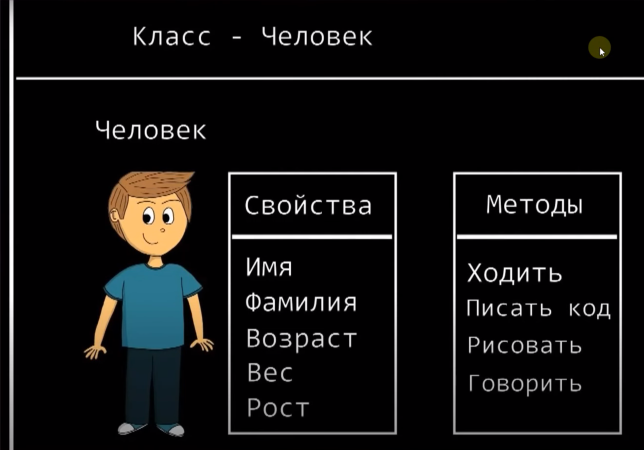 Класс - Человек
Человек
Свойства
Имя
Фамилия
Возраст
Вес
Рост
Методы
Ходить
Писать код
Рисовать
Говорить